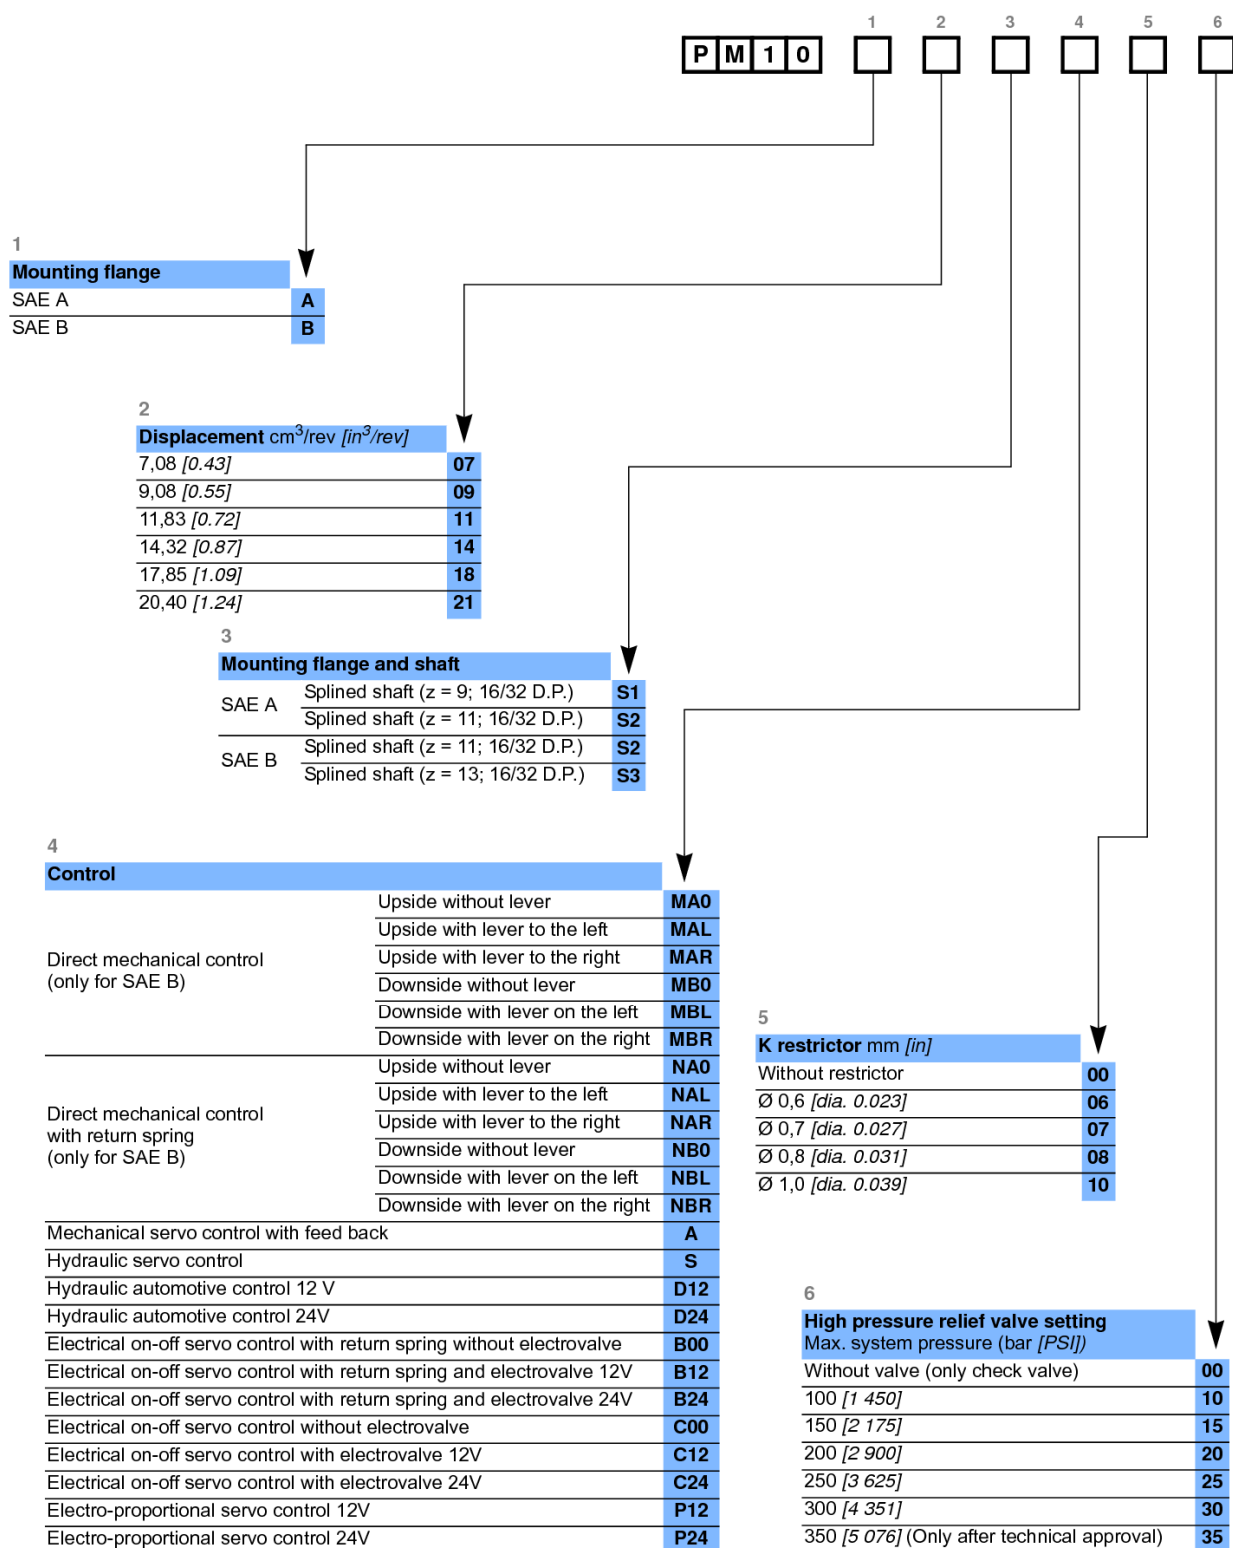 1 2 3 4 5 6
P M 1 0
1
Mounting flange
SAE A A
SAE B B
2
Displacement cm³/rev [in³/rev]
7,08 [0.43] 07
9,08 [0.55] 09
11,83 [0.72] 11
14,32 [0.87] 14
17,85 [1.09] 18
20,40 [1.24] 21
3
Mounting flange and shaft
SAE A
Splined shaft (z = 9; 16/32 D.P.) S1
Splined shaft (z = 11; 16/32 D.P.) S2
SAE B
Splined shaft (z = 11; 16/32 D.P.) S2
Splined shaft (z = 13; 16/32 D.P.) S3
4
Control
Direct mechanical control
(only for SAE B)
Upside without lever MA0
Upside with lever to the left MAL
Upside with lever to the right MAR
Downside without lever MB0
Downside with lever on the left MBL
Downside with lever on the right MBR
Direct mechanical control
with return spring
(only for SAE B)
Upside without lever NA0
Upside with lever to the left NAL
Upside with lever to the right NAR
Downside without lever NB0
Downside with lever on the left NBL
Downside with lever on the right NBR
Mechanical servo control with feed back A
Hydraulic servo control S
Hydraulic automotive control 12 V D12
Hydraulic automotive control 24V D24
Electrical on-off servo control with return spring without electrovalve B00
Electrical on-off servo control with return spring and electrovalve 12V B12
Electrical on-off servo control with return spring and electrovalve 24V B24
Electrical on-off servo control without electrovalve C00
Electrical on-off servo control with electrovalve 12V C12
Electrical on-off servo control with electrovalve 24V C24
Electro-proportional servo control 12V P12
Electro-proportional servo control 24V P24
5
K restrictor mm [in]
Without restrictor 00
Ø 0,6 [dia. 0.023] 06
Ø 0,7 [dia. 0.027] 07
Ø 0,8 [dia. 0.031] 08
Ø 1,0 [dia. 0.039] 10
6
High pressure relief valve setting
Max. system pressure (bar [PSI])
Without valve (only check valve) 00
100 [1 450] 10
150 [2 175] 15
200 [2 900] 20
250 [3 625] 25
300 [4 351] 30
350 [5 076] (Only after technical approval) 35